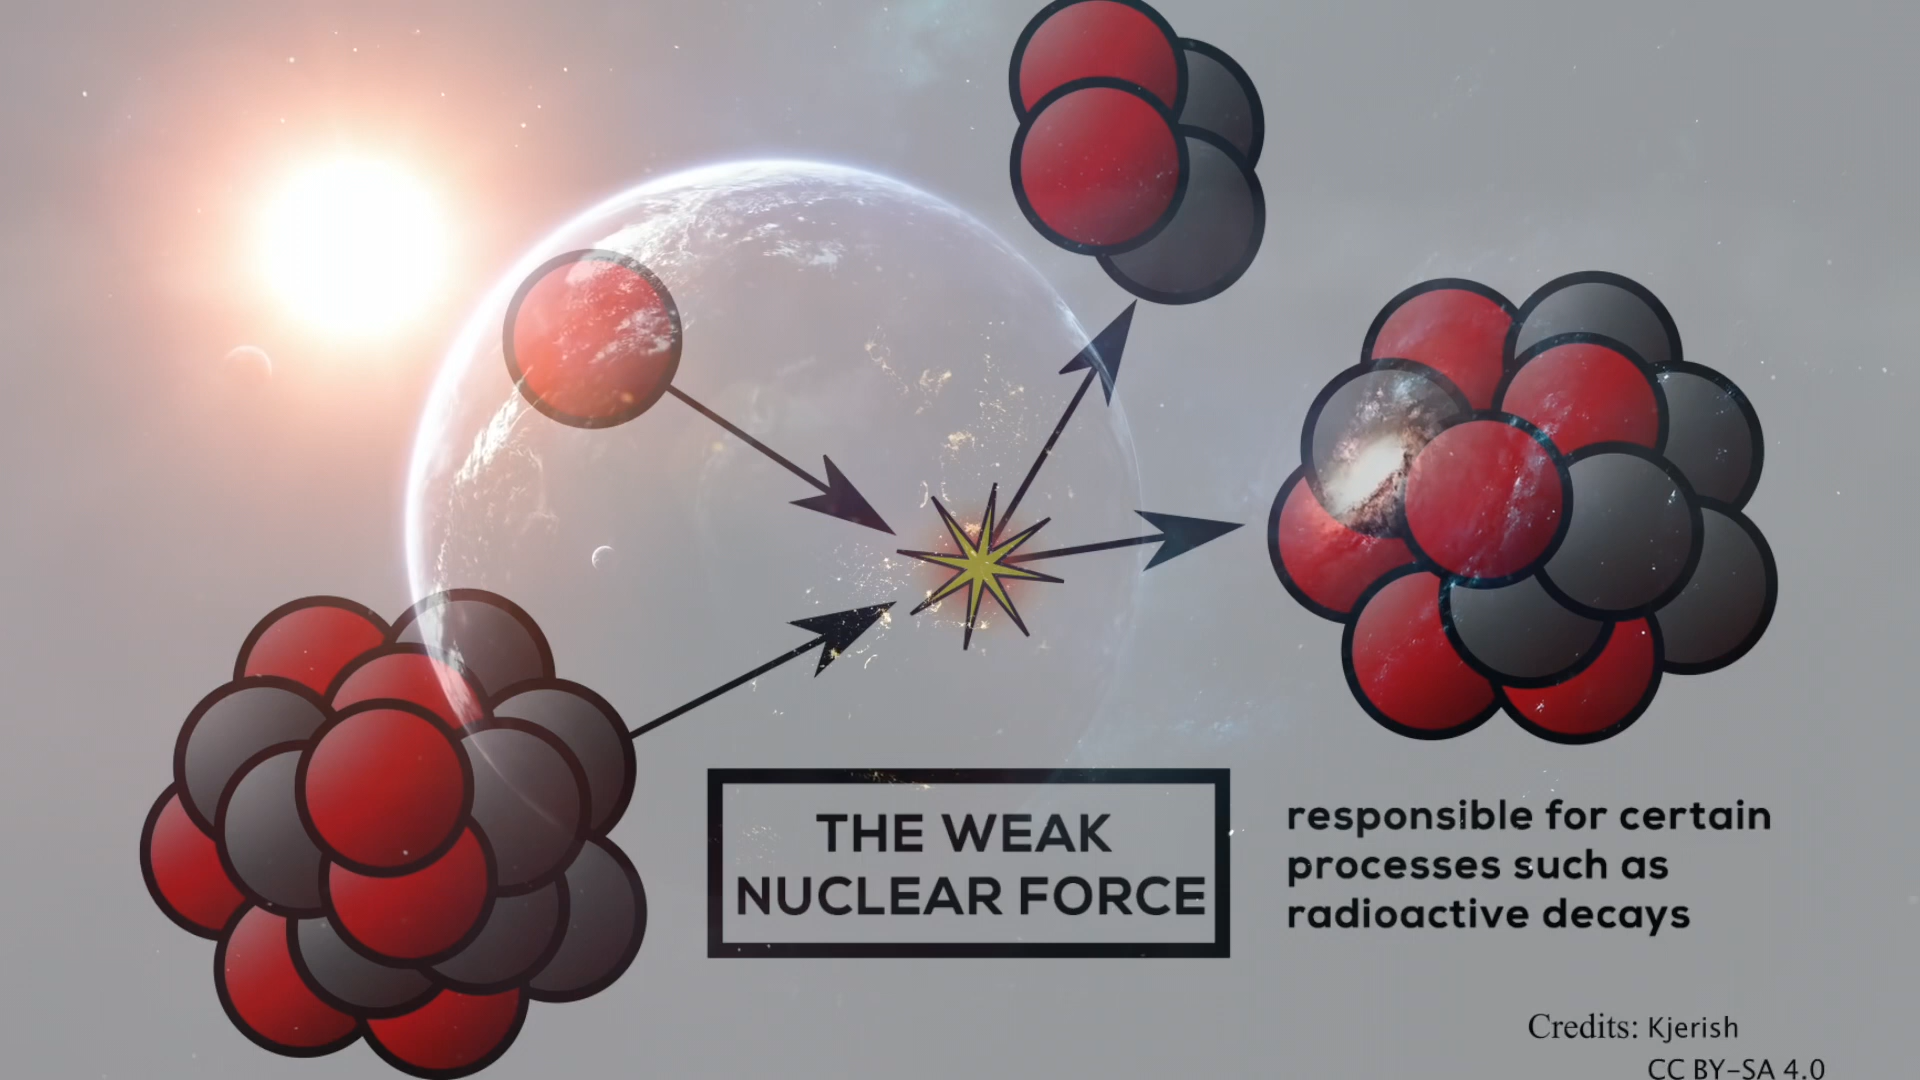 THE WEAK
NUCLEAR FORCE
responsible for certain
processes such as
radioactive decays
Credits: Kjerish
CC BY-SA 4.0